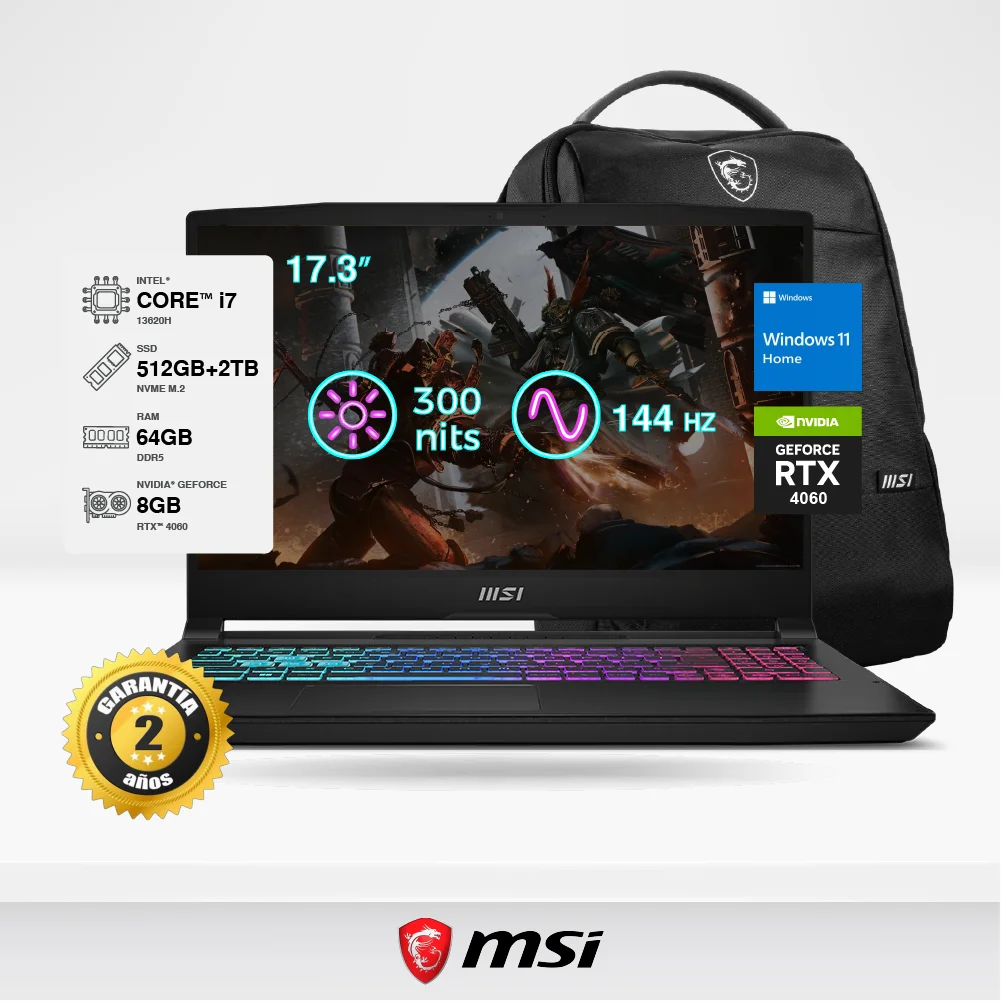 INTEL®
CORE™ i7
13620H
SSD
512GB+2TB
NVME M.2
RAM
64GB
DDR5
NVIDIA® GEFORCE
8GB
RTX™ 4060
17.3"
300
nits
144 HZ
Windows
Windows 11
Home
NVIDIA
GEFORCE
RTX
4060
msi
msi
GARANTÍA
2
años
msi